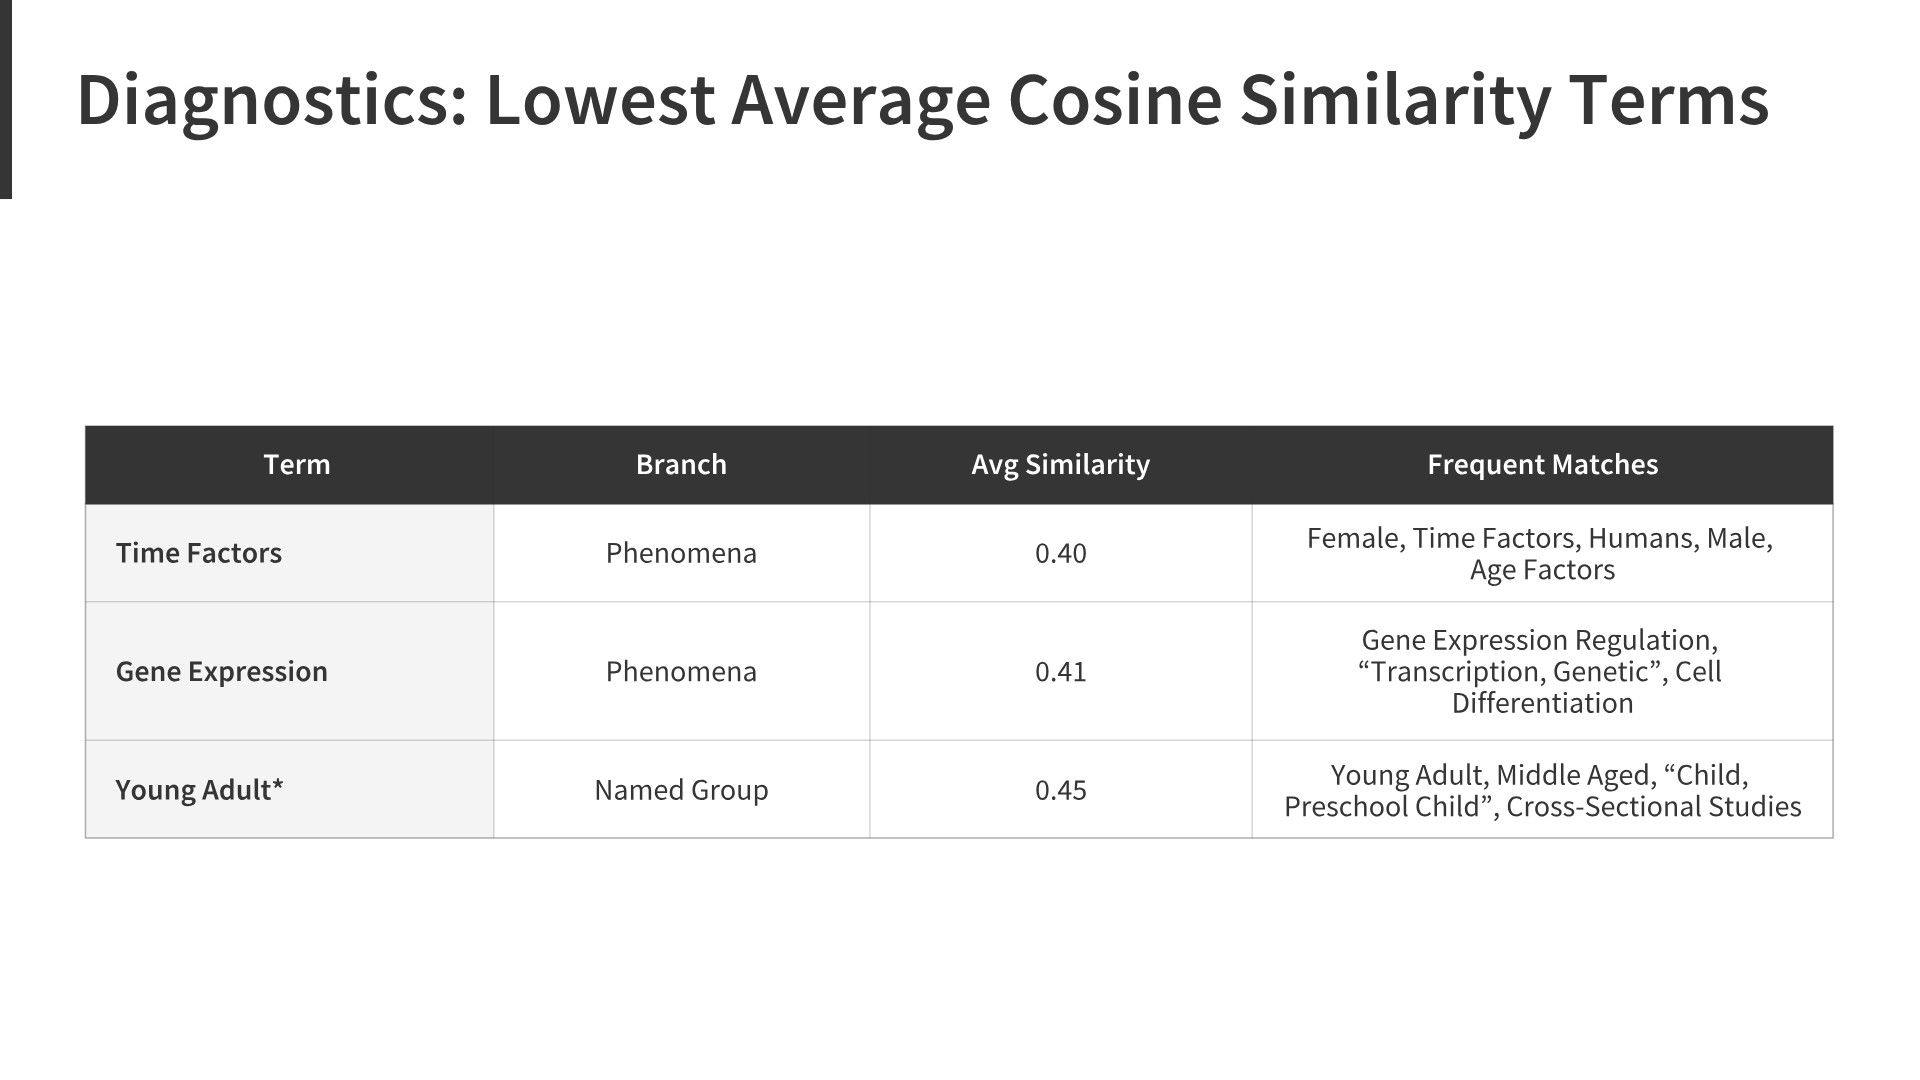 Diagnostics: Lowest Average Cosine Similarity Terms
Term
Branch
Avg Similarity
Frequent Matches
Time Factors
Phenomena
0.40
Female, Time Factors, Humans, Male,
Age Factors
Gene Expression
Phenomena
0.41
Gene Expression Regulation,
“Transcription, Genetic”, Cell
Differentiation
Young Adult*
Named Group
0.45
Young Adult, Middle Aged, “Child,
Preschool Child”, Cross-Sectional Studies